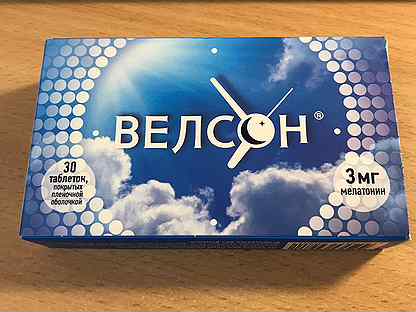 ВЕЛСОН®
30
таблеток,
покрытых
пленочной
оболочкой
3 мг
мелатонин